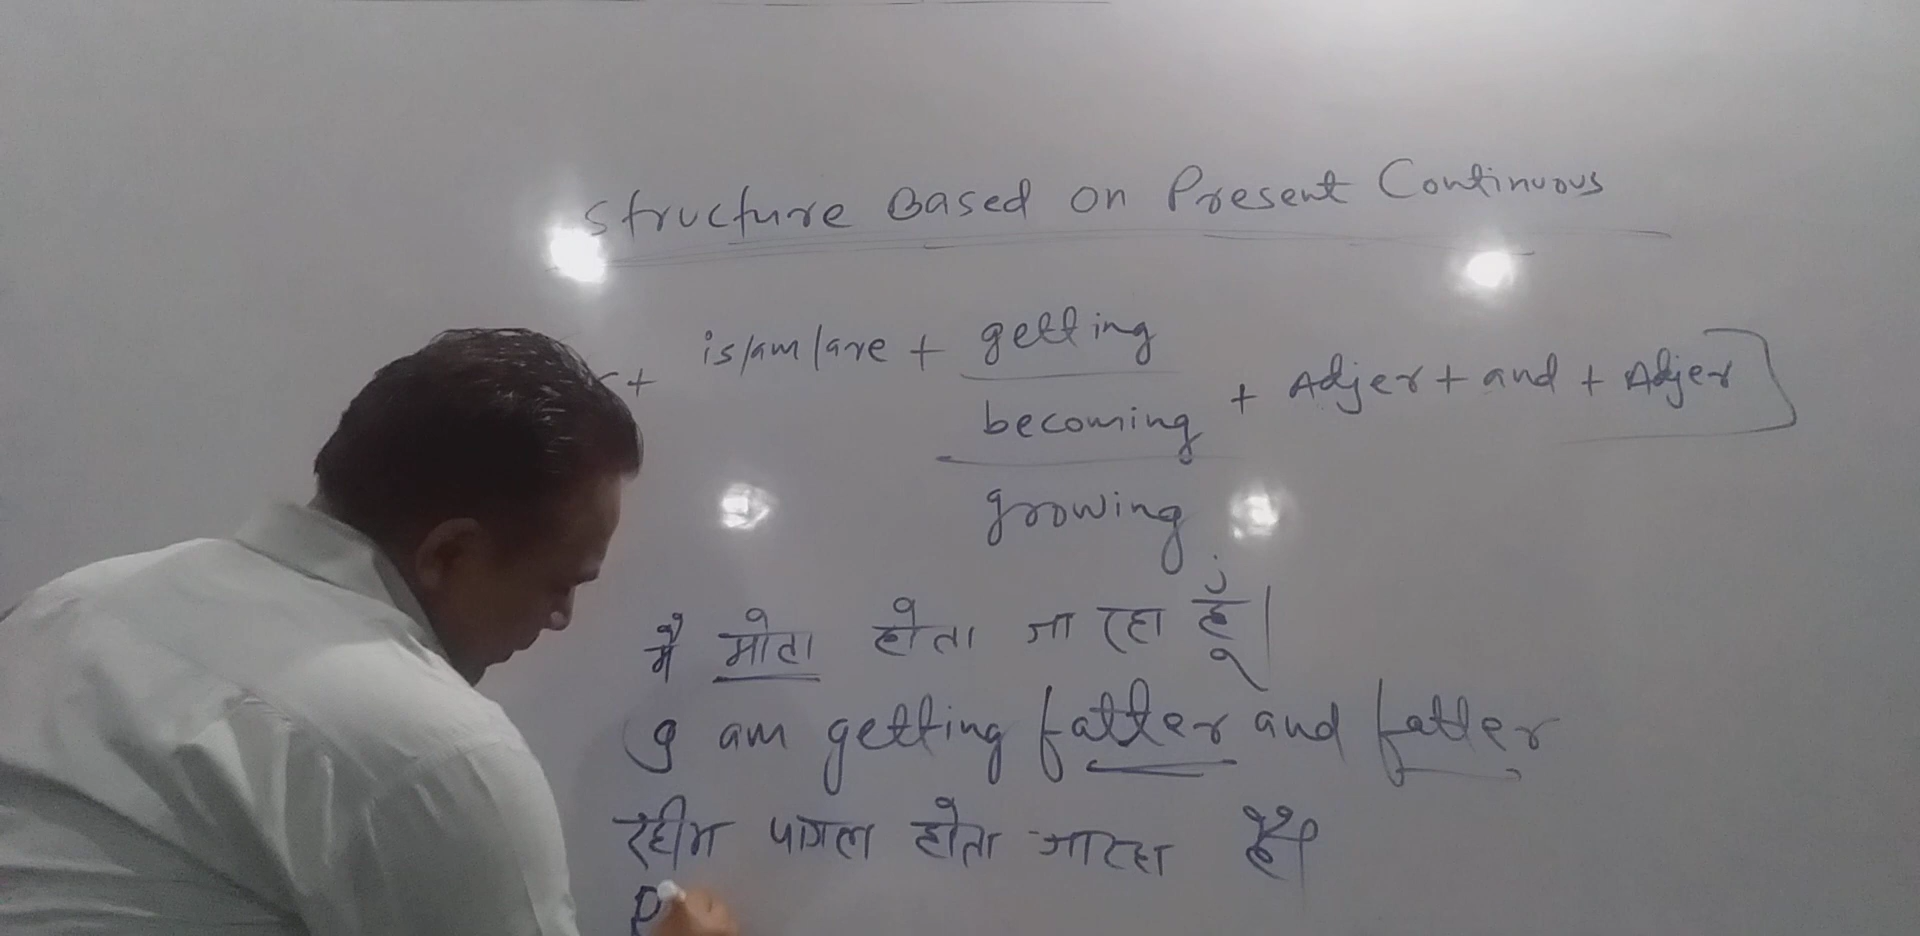 Structure Based on Present Continuous
+ is/am/are + getting
becoming + Adjer + and + Adjer
growing
मै मोटा होता जा रहा हूं।
I am getting fatter and fatter
रहीम पागल होता जा रहा है।
R